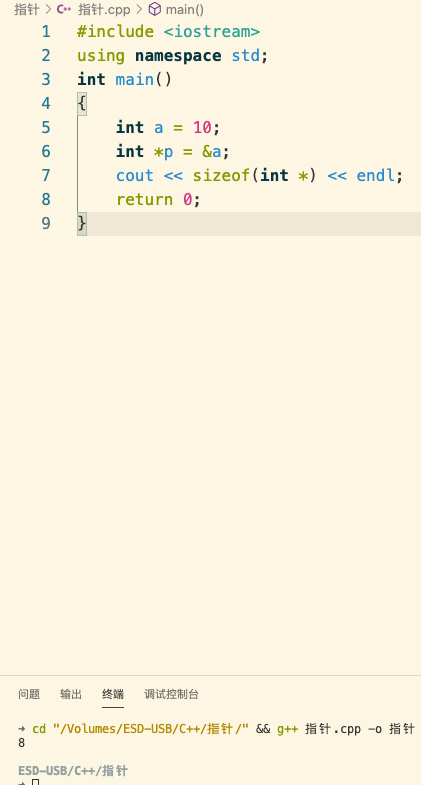 指针 > C++ 指针.cpp > main()
1 #include <iostream>
2 using namespace std;
3 int main()
4 {
5     int a = 10;
6     int *p = &a;
7     cout << sizeof(int *) << endl;
8     return 0;
9 }
问题 输出 终端 调试控制台
→ cd "/Volumes/ESD-USB/C++/指针/" && g++ 指针.cpp -o 指针
8
ESD-USB/C++/指针
→